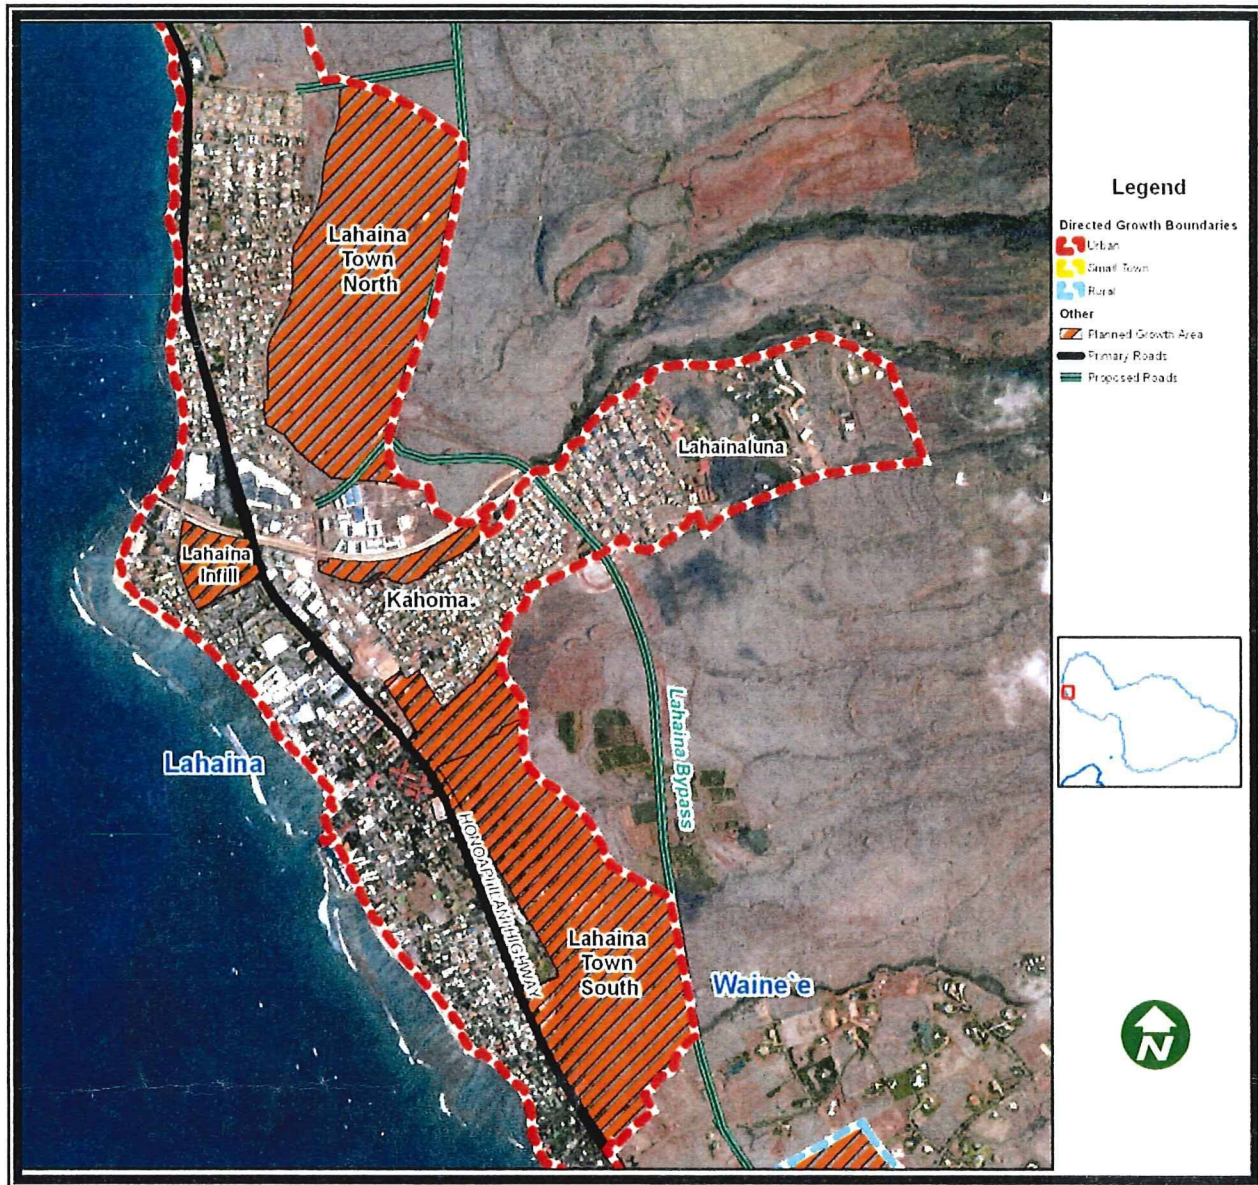 Legend
Directed Growth Boundaries
Urban
Small Town
Rural
Other
Planned Growth Area
Primary Roads
Proposed Roads
Lahaina
Town
North
Lahainaluna
Lahaina
Infill
Kahoma
Lahaina Bypass
Lahaina
HONOAPIILANI HIGHWAY
Lahaina
Town
South
Waine`e
N